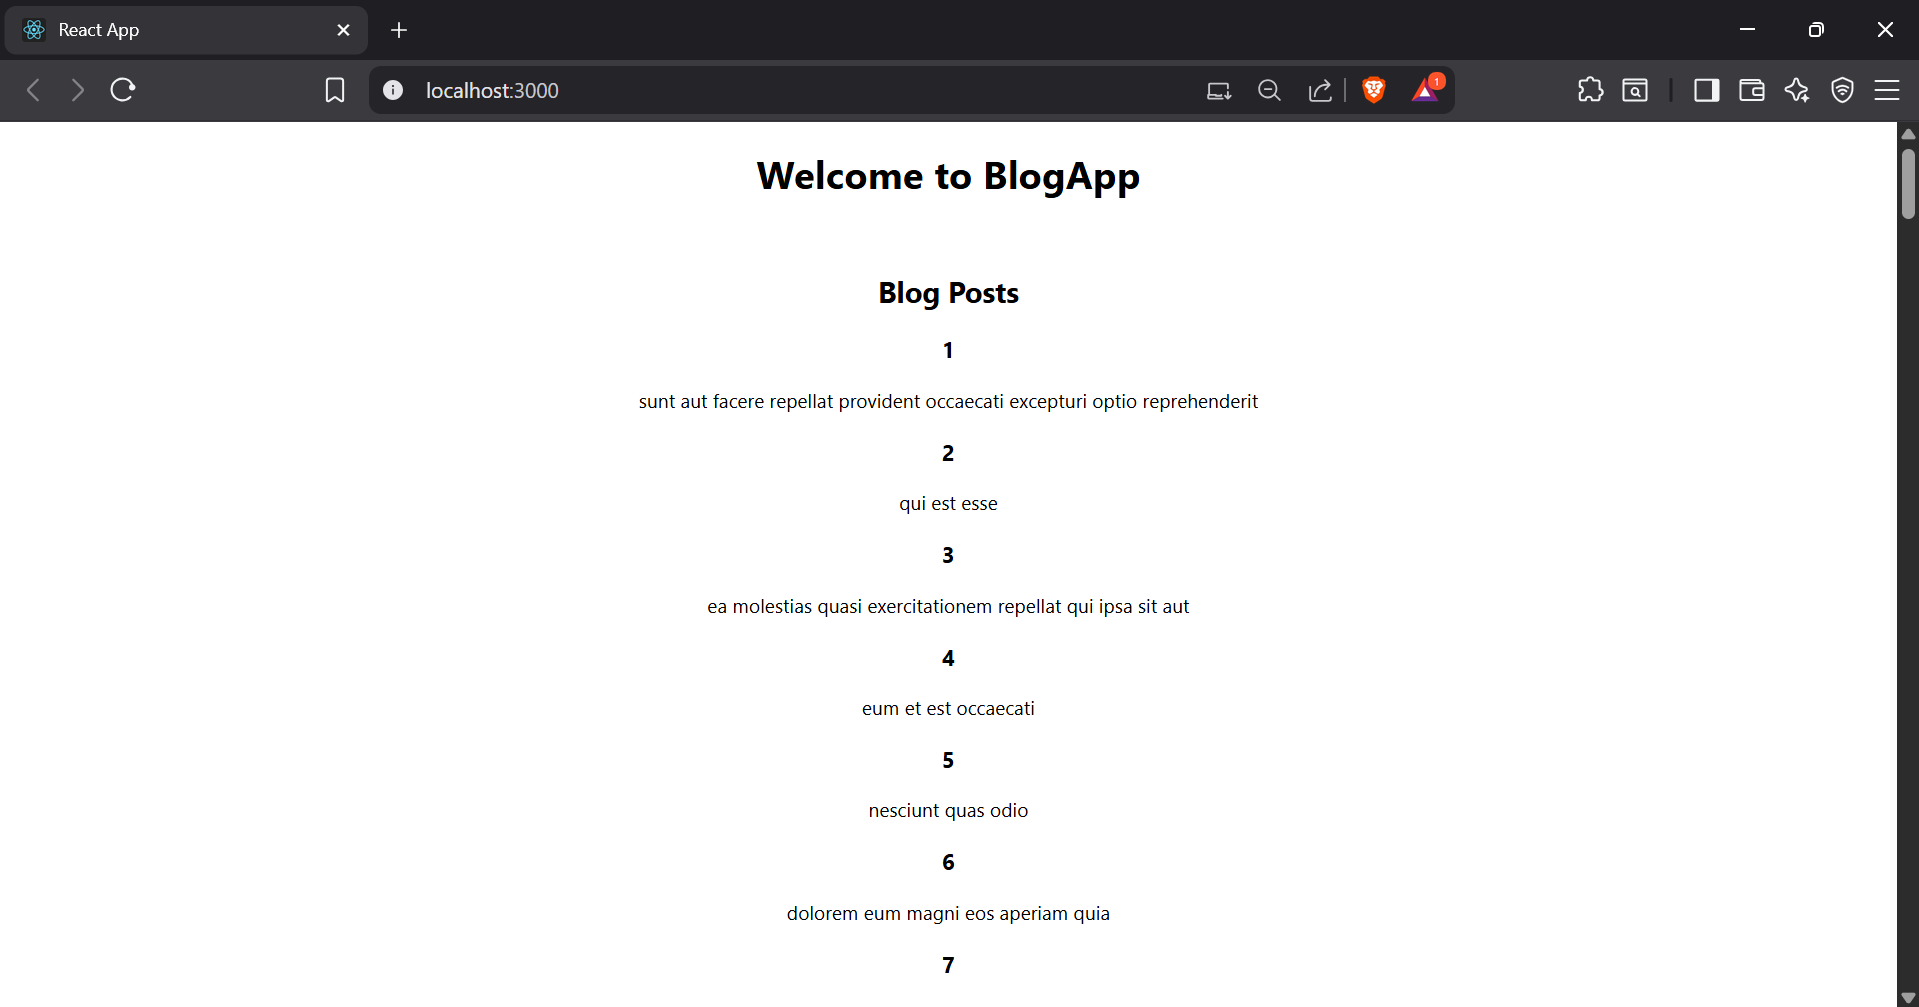 React App
localhost:3000
1
Welcome to BlogApp
Blog Posts
1
sunt aut facere repellat provident occaecati excepturi optio reprehenderit
2
qui est esse
3
ea molestias quasi exercitationem repellat qui ipsa sit aut
4
eum et est occaecati
5
nesciunt quas odio
6
dolorem eum magni eos aperiam quia
7